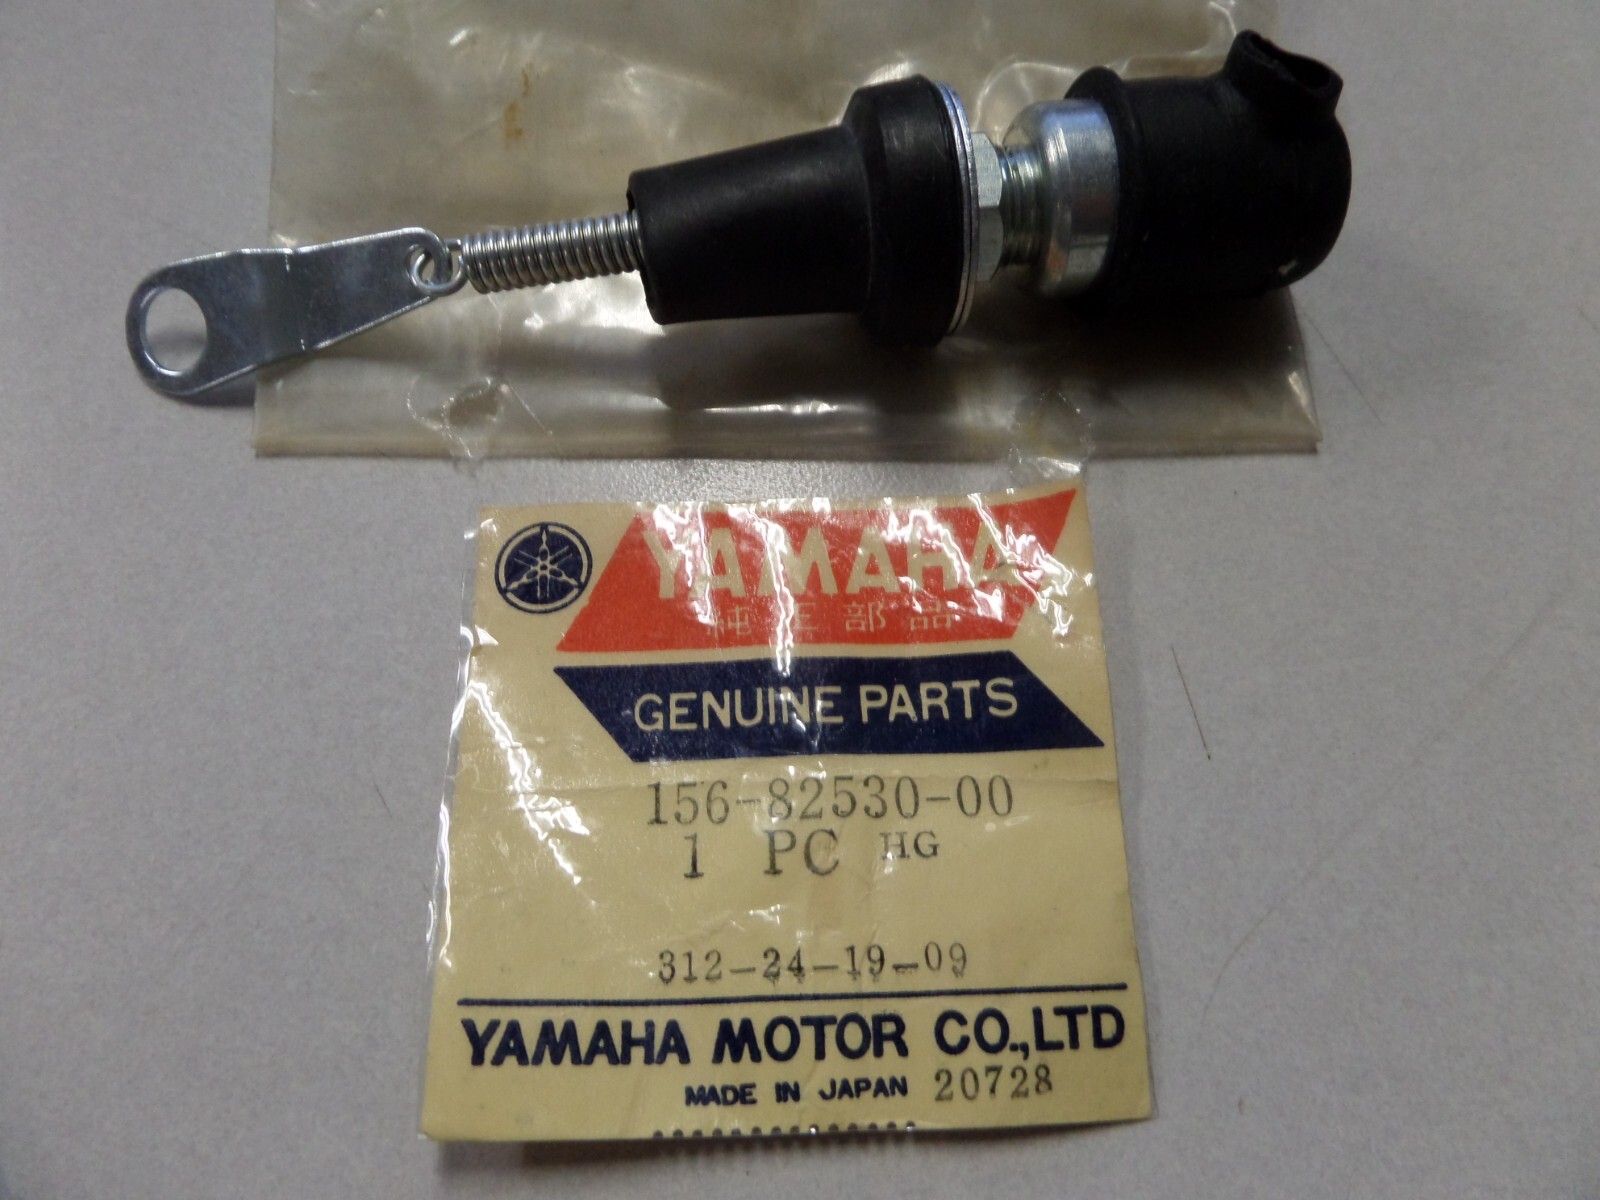 YAMAHA
純正部品
GENUINE PARTS
156-82530-00
1 PC HG
312-24-19-09
YAMAHA MOTOR CO.,LTD
MADE IN JAPAN 20728